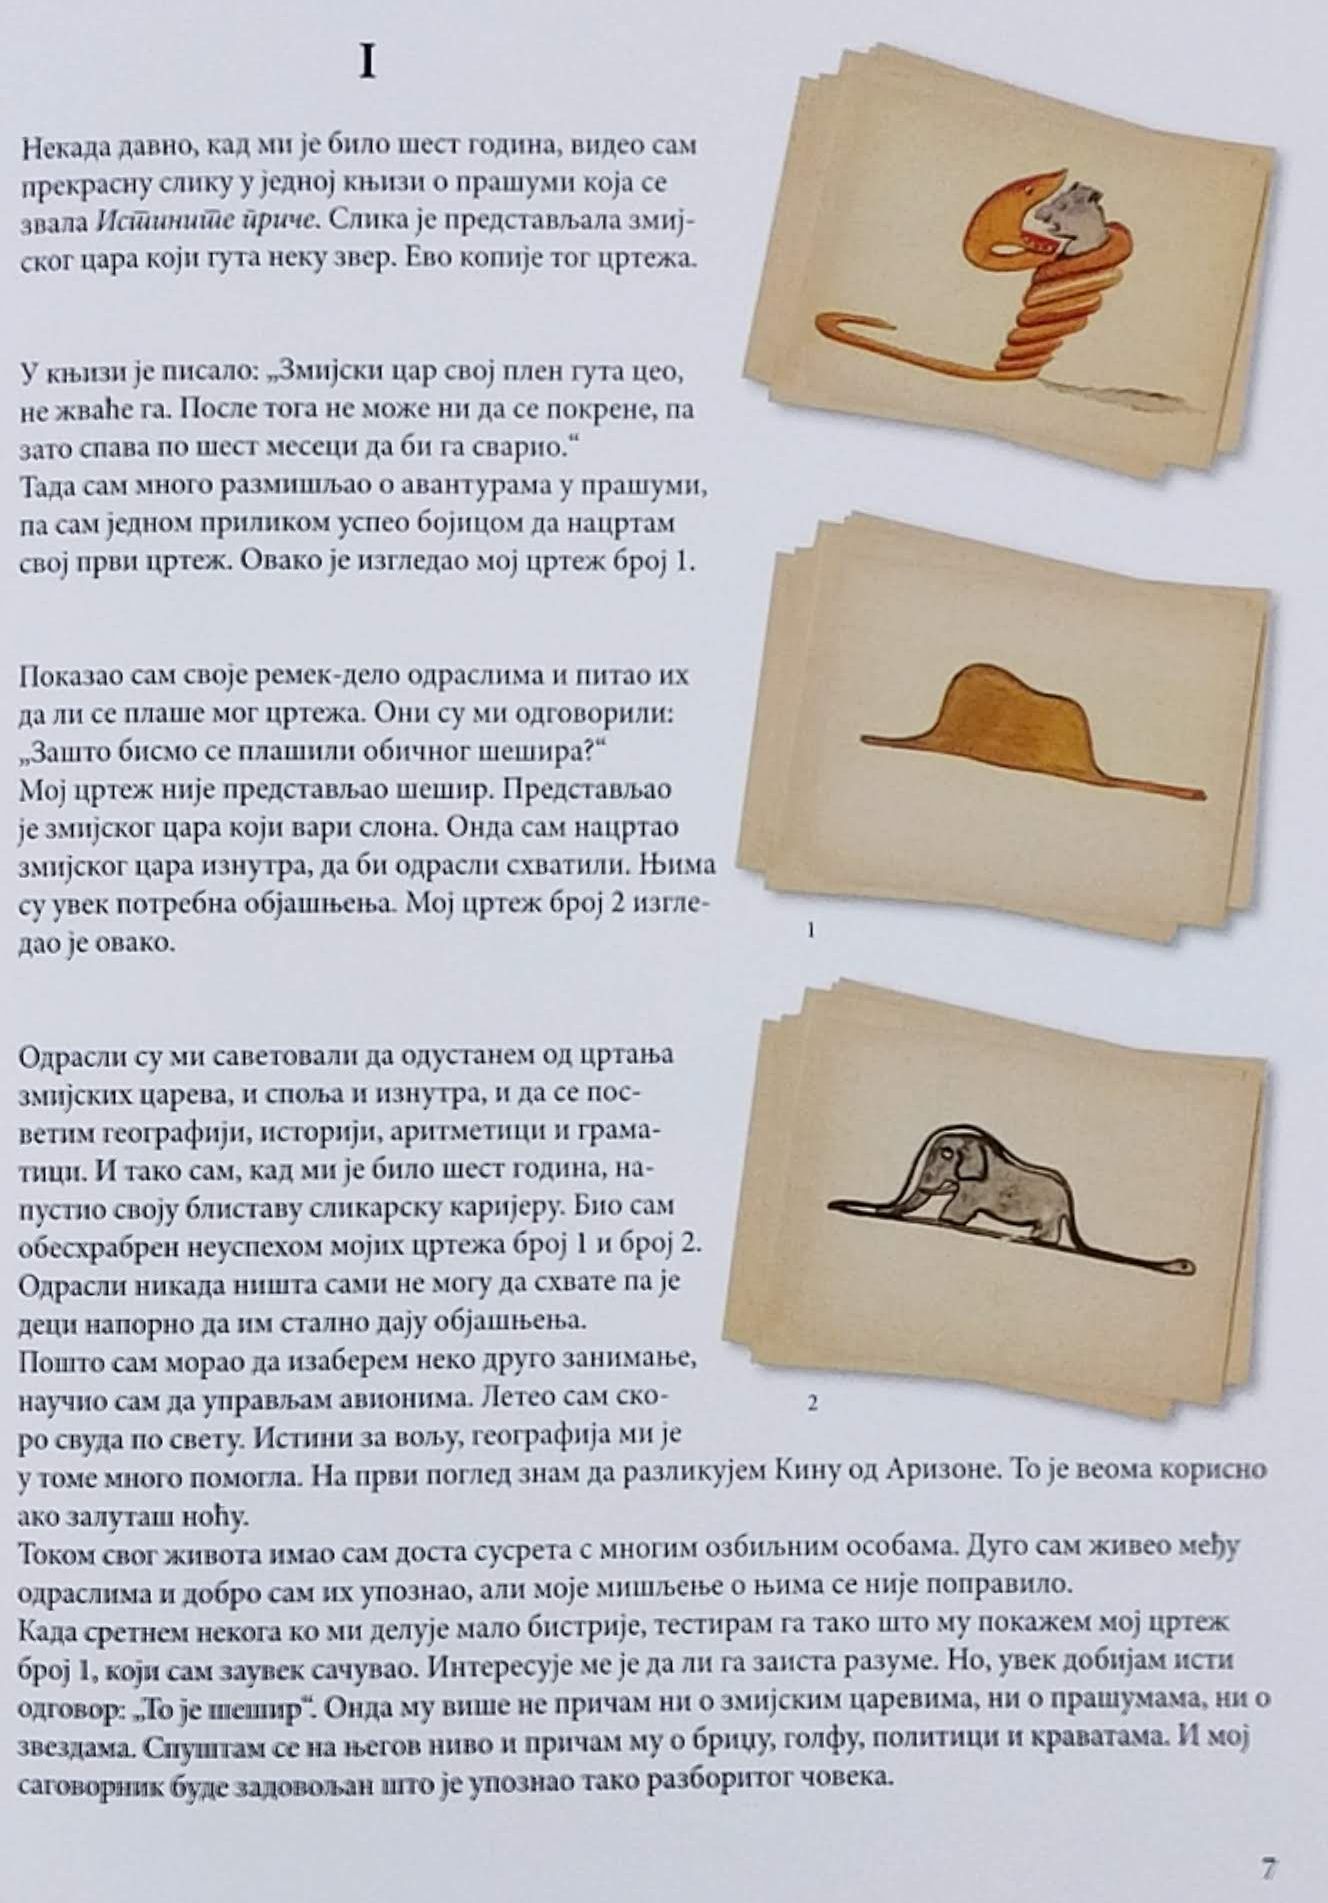 I
Некада давно, кад ми је било шест година, видео сам
прекрасну слику у једној књизи о прашуми која се
звала Истините приче. Слика је представљала змиј-
ског цара који гута неку звер. Ево копије тог цртежа.
У књизи је писало: „Змијски цар свој плен гута цео,
не жваће га. После тога не може ни да се покрене, па
зато спава по шест месеци да би га сварио.“
Тада сам много размишљао о авантурама у прашуми,
па сам једном приликом успео бојицом да нацртам
свој први цртеж. Овако је изгледао мој цртеж број 1.
Показао сам своје ремек-дело одраслима и питао их
да ли се плаше мог цртежа. Они су ми одговорили:
„Зашто бисмо се плашили обичног шешира?“
Мој цртеж није представљао шешир. Представљао
је змијског цара који вари слона. Онда сам нацртао
змијског цара изнутра, да би одрасли схватили. Њима
су увек потребна објашњења. Мој цртеж број 2 изгле-
дао је овако.
1
Одрасли су ми саветовали да одустанем од цртања
змијских царева, и споља и изнутра, и да се пос-
ветим географији, историји, аритметици и грама-
тици. И тако сам, кад ми је било шест година, на-
пустио своју блиставу сликарску каријеру. Био сам
обесхрабрен неуспехом мојих цртежа број 1 и број 2.
Одрасли никада ништа сами не могу да схвате па је
деци напорно да им стално дају објашњења.
Пошто сам морао да изаберем неко друго занимање,
научио сам да управљам авионима. Летео сам ско-
ро свуда по свету. Истини за вољу, географија ми је
2
у томе много помогла. На први поглед знам да разликујем Кину од Аризоне. То је веома корисно
ако залуташ ноћу.
Током свог живота имао сам доста сусрета с многим озбиљним особама. Дуго сам живео међу
одраслима и добро сам их упознао, али моје мишљење о њима се није поправило.
Када сретнем некога ко ми делује мало бистрије, тестирам га тако што му покажем мој цртеж
број 1, који сам заувек сачувао. Интересује ме је да ли га заиста разуме. Но, увек добијам исти
одговор: „То је шешир“. Онда му више не причам ни о змијским царевима, ни о прашумама, ни о
звездама. Спуштам се на његов ниво и причам му о бриџу, голфу, политици и краватама. И мој
саговорник буде задовољан што је упознао тако разборитог човека.
7